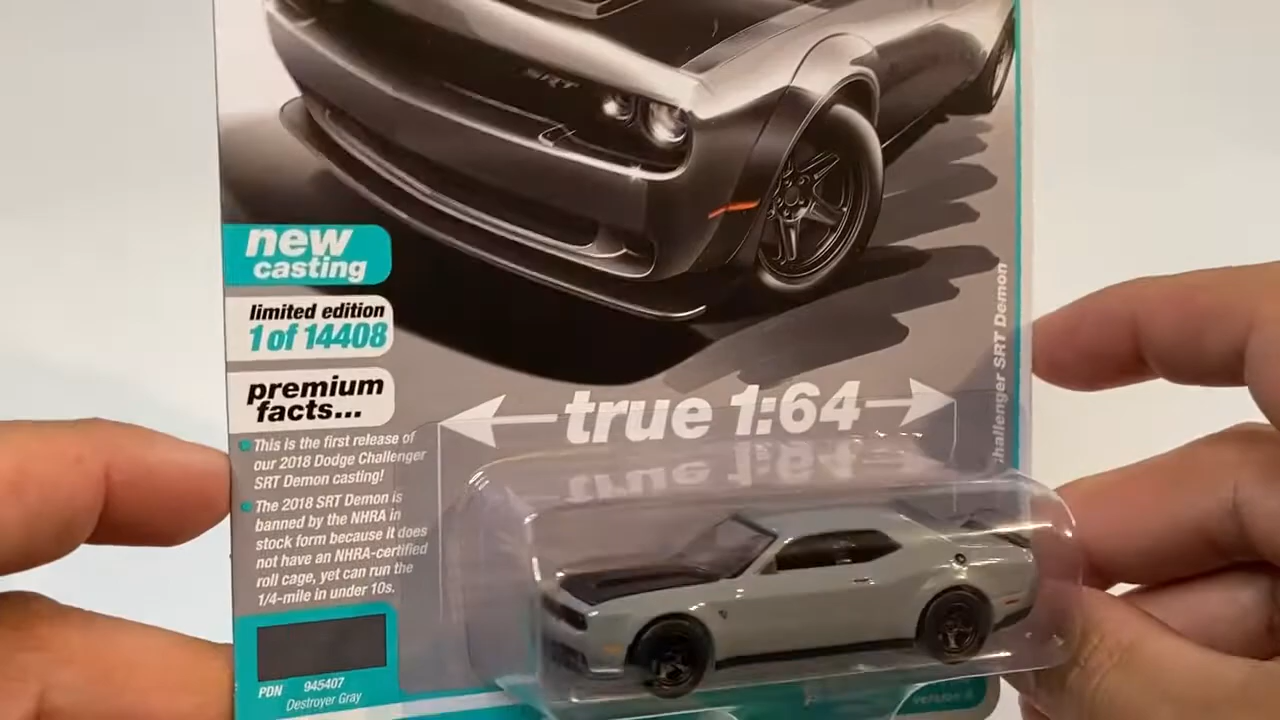 SRT
new
casting
limited edition
1 of 14408
premium
facts...
true 1:64
This is the first release of
our 2018 Dodge Challenger
SRT Demon casting!
The 2018 SRT Demon is
banned by the NHRA in
stock form because it does
not have an NHRA-certified
roll cage, yet can run the
1/4-mile in under 10s.
PDN 945407
Destroyer Gray
Challenger SRT Demon